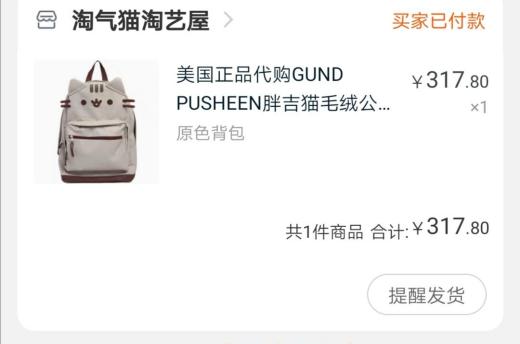 淘气猫淘艺屋
买家已付款
美国正品代购GUND
¥317.80
PUSHEEN胖吉猫毛绒公…
×1
原色背包
共1件商品 合计:¥317.80
提醒发货